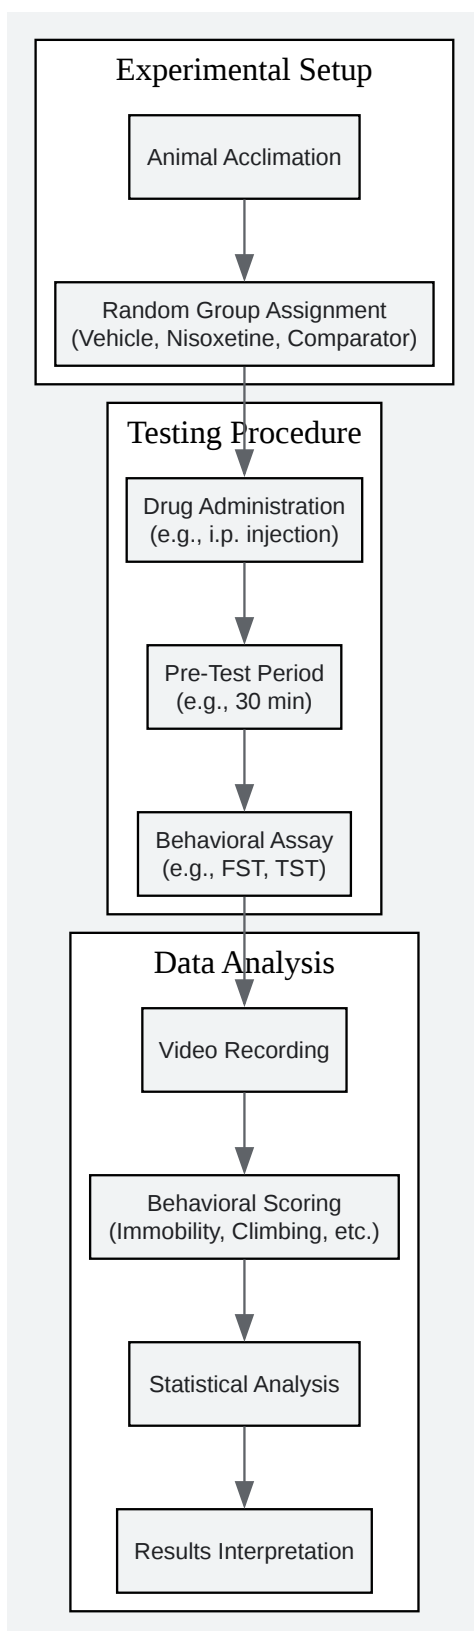 Experimental Setup
Animal Acclimation
Random Group Assignment
(Vehicle, Nisoxetine, Comparator)
Testing Procedure
Drug Administration
(e.g., i.p. injection)
Pre-Test Period
(e.g., 30 min)
Behavioral Assay
(e.g., FST, TST)
Data Analysis
Video Recording
Behavioral Scoring
(Immobility, Climbing, etc.)
Statistical Analysis
Results Interpretation